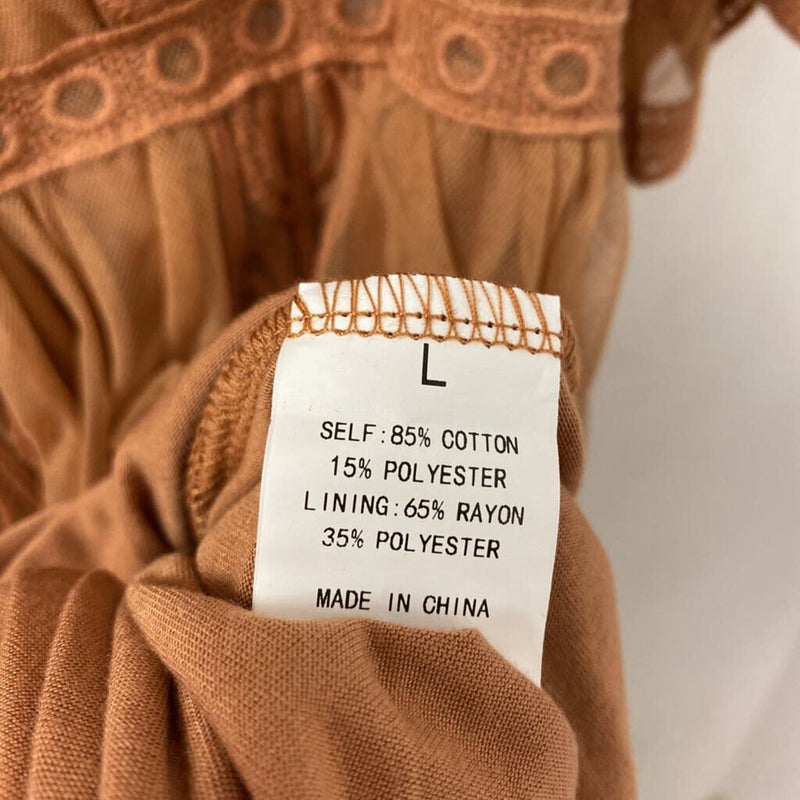 L
SELF:85% COTTON
15% POLYESTER
LINING:65% RAYON
35% POLYESTER
MADE IN CHINA